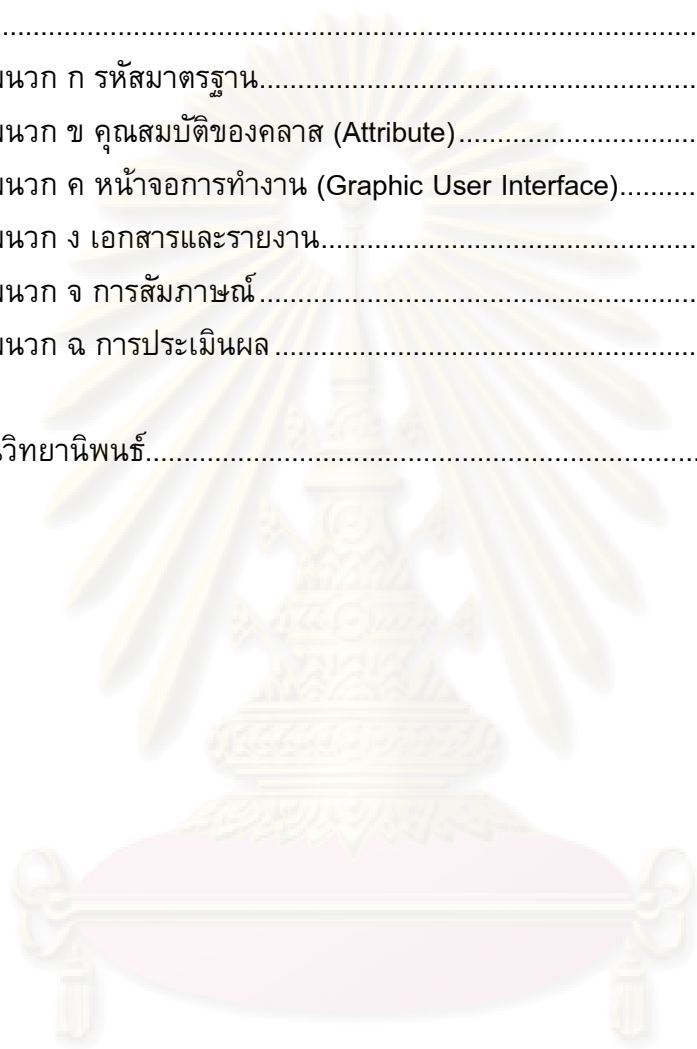 ..........................................................................................
นวก ก รหัสมาตรฐาน........................................................
นวก ข คุณสมบัติของคลาส (Attribute)...............................
นวก ค หน้าจอการทำงาน (Graphic User Interface)..........
นวก ง เอกสารและรายงาน................................................
นวก จ การสัมภาษณ์........................................................
นวก ฉ การประเมินผล......................................................
วิทยานิพนธ์.......................................................................